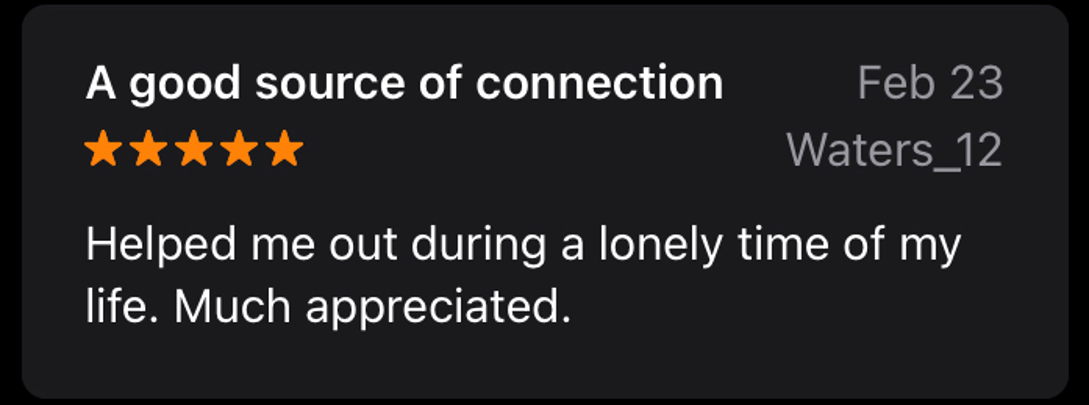 A good source of connection
Feb 23
★★★★★
Waters_12
Helped me out during a lonely time of my
life. Much appreciated.